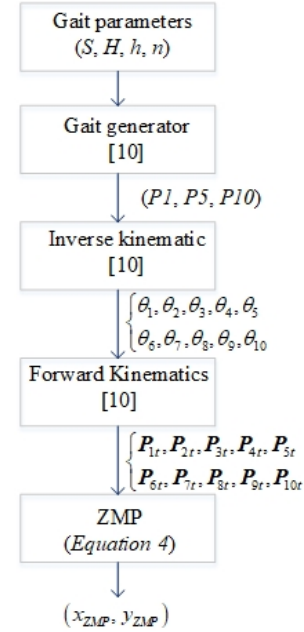 Gait parameters
(S, H, h, n)
Gait generator
[10]
(P1, P5, P10)
Inverse kinematic
[10]
θ1, θ2, θ3, θ4, θ5
θ6, θ7, θ8, θ9, θ10
Forward Kinematics
[10]
P1t, P2t, P3t, P4t, P5t
P6t, P7t, P8t, P9t, P10t
ZMP
(Equation 4)
(xZMP, yZMP)